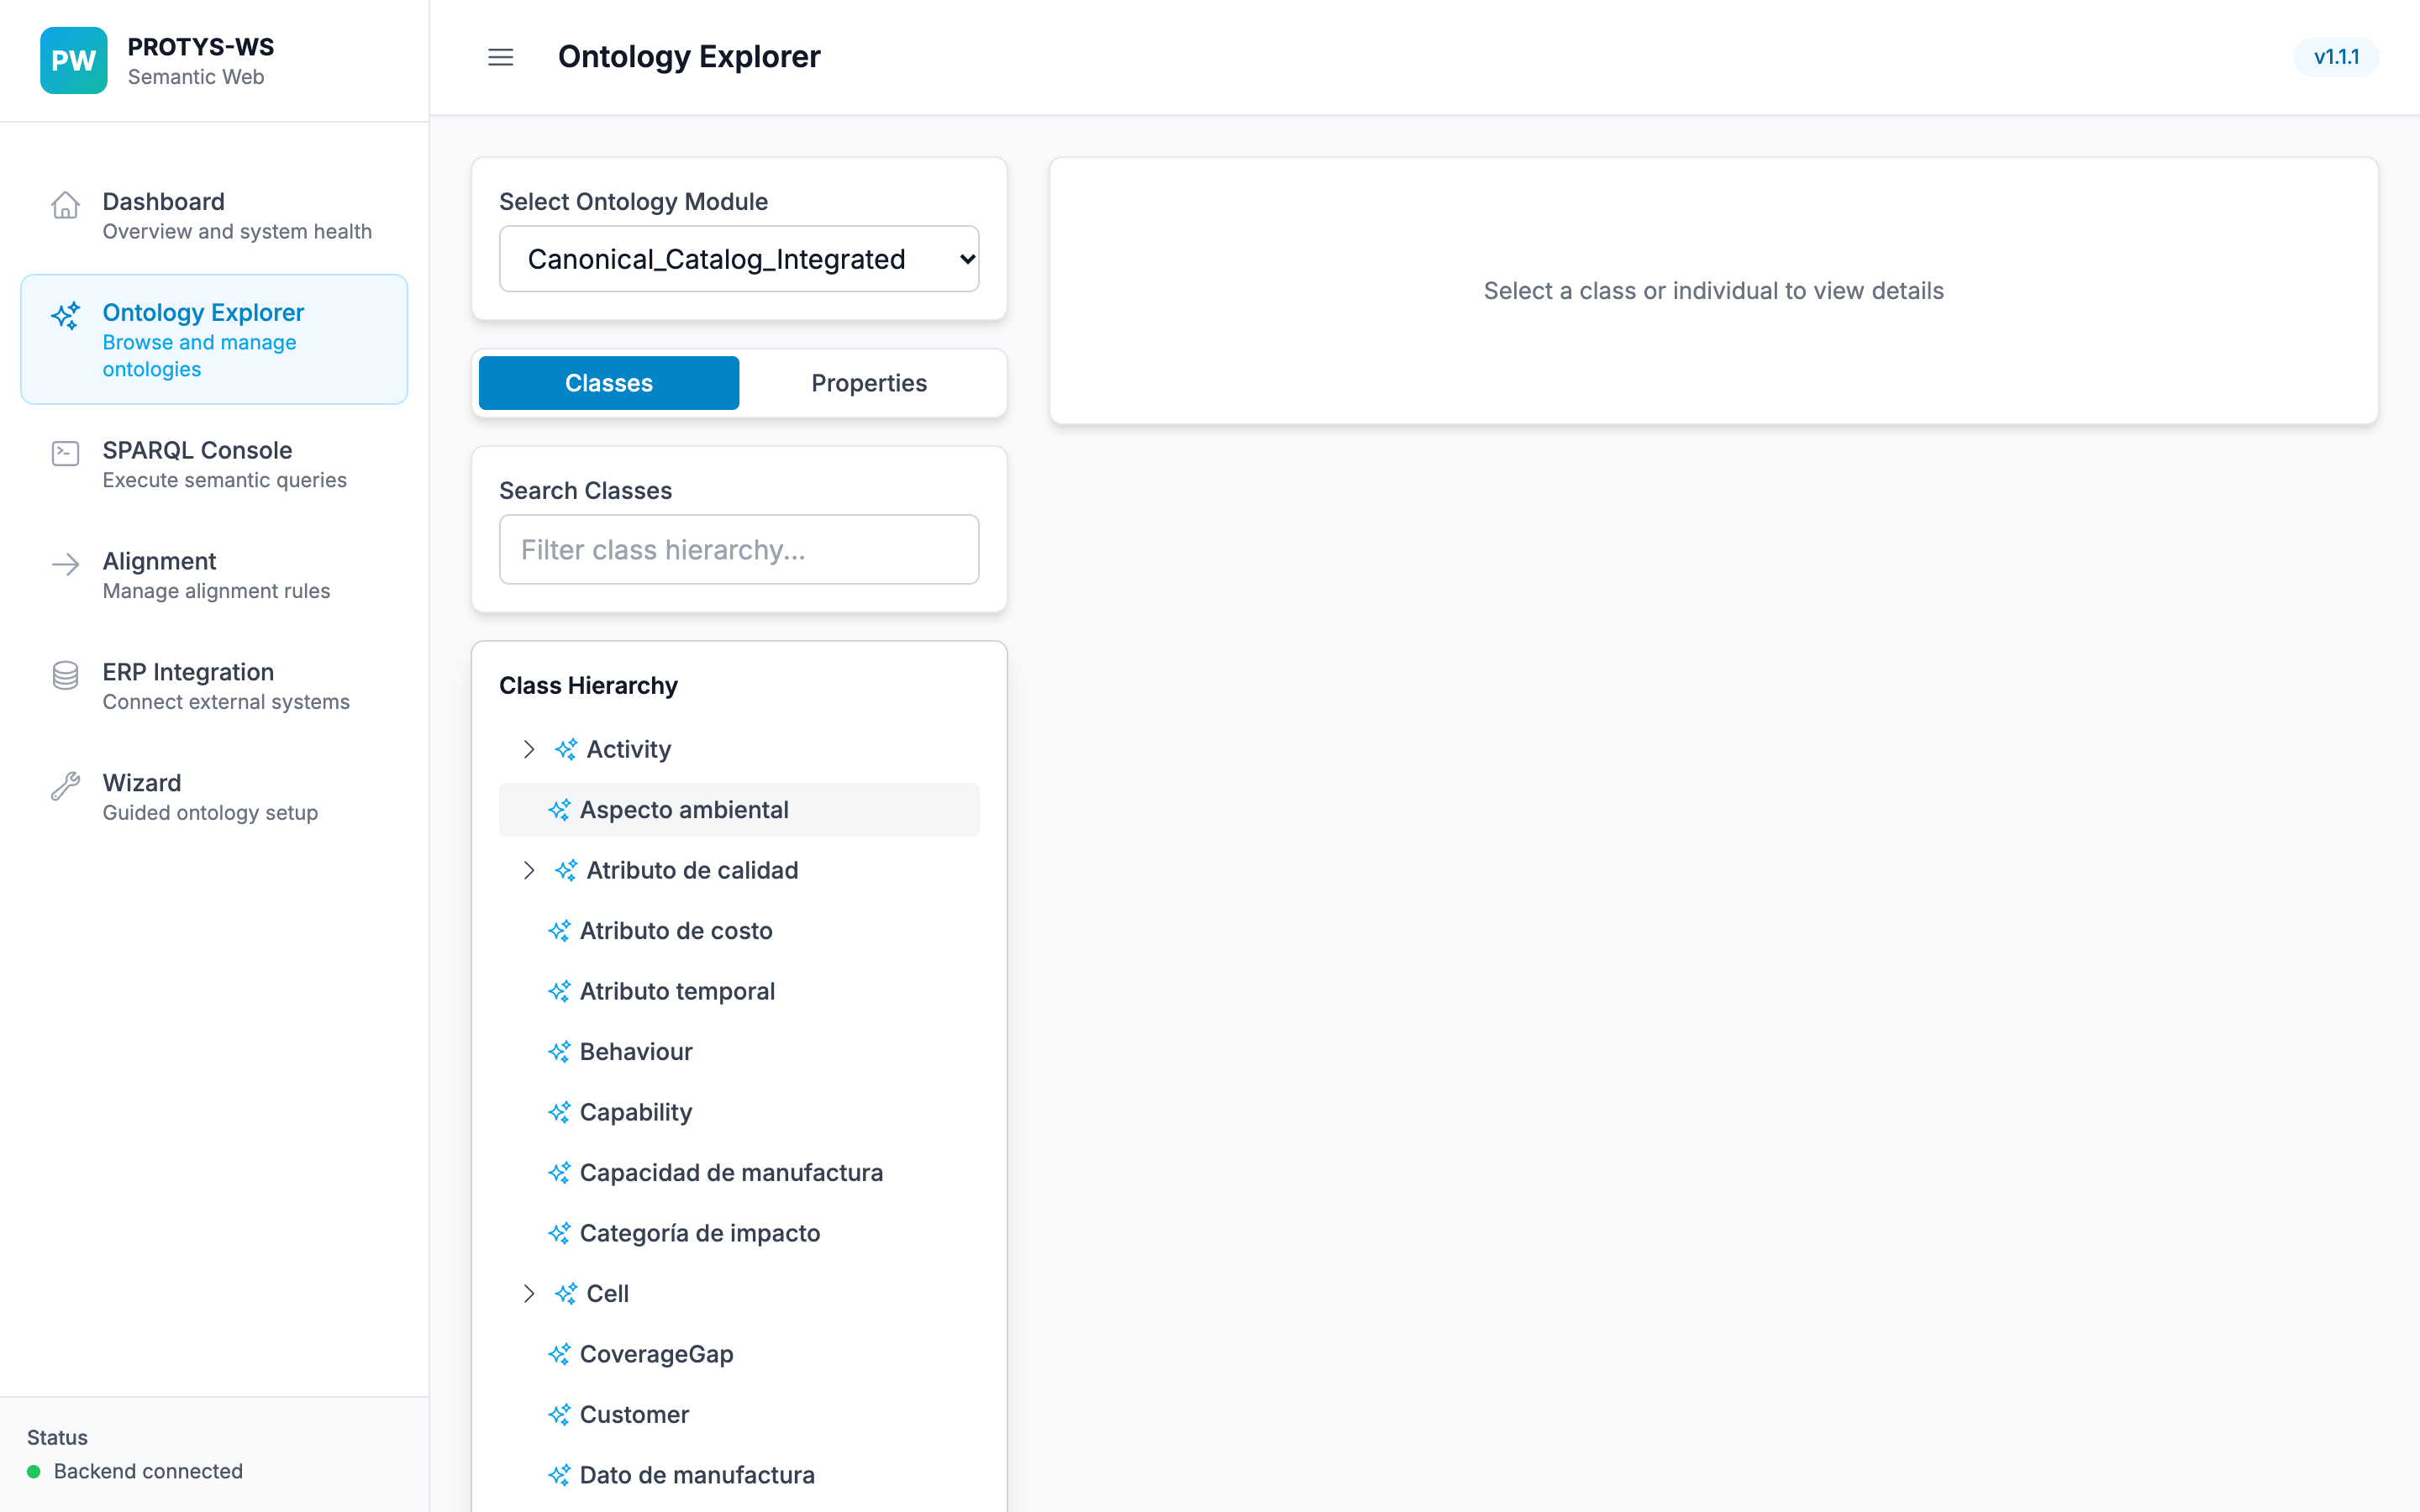 PW
PROTYS-WS
Semantic Web
Dashboard
Overview and system health
Ontology Explorer
Browse and manage
ontologies
SPARQL Console
Execute semantic queries
Alignment
Manage alignment rules
ERP Integration
Connect external systems
Wizard
Guided ontology setup
Status
Backend connected
Ontology Explorer
v1.1.1
Select Ontology Module
Canonical_Catalog_Integrated
Classes
Properties
Search Classes
Filter class hierarchy...
Class Hierarchy
Activity
Aspecto ambiental
Atributo de calidad
Atributo de costo
Atributo temporal
Behaviour
Capability
Capacidad de manufactura
Categoría de impacto
Cell
CoverageGap
Customer
Dato de manufactura
Select a class or individual to view details